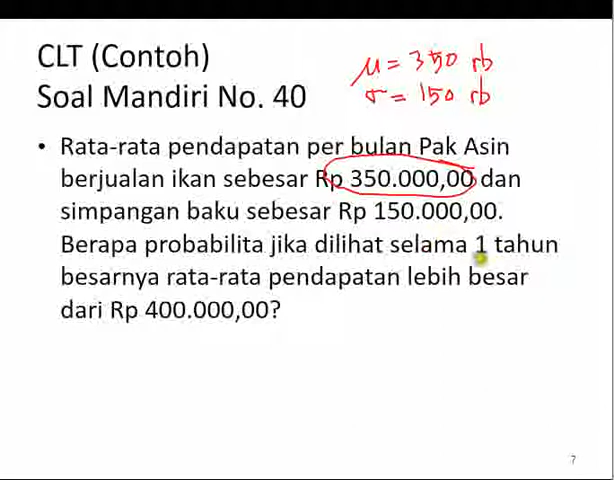 CLT (Contoh)
Soal Mandiri No. 40
μ = 350 rb
σ = 150 rb
• Rata-rata pendapatan per bulan Pak Asin
berjualan ikan sebesar Rp 350.000,00 dan
simpangan baku sebesar Rp 150.000,00.
Berapa probabilita jika dilihat selama 1 tahun
besarnya rata-rata pendapatan lebih besar
dari Rp 400.000,00?
7